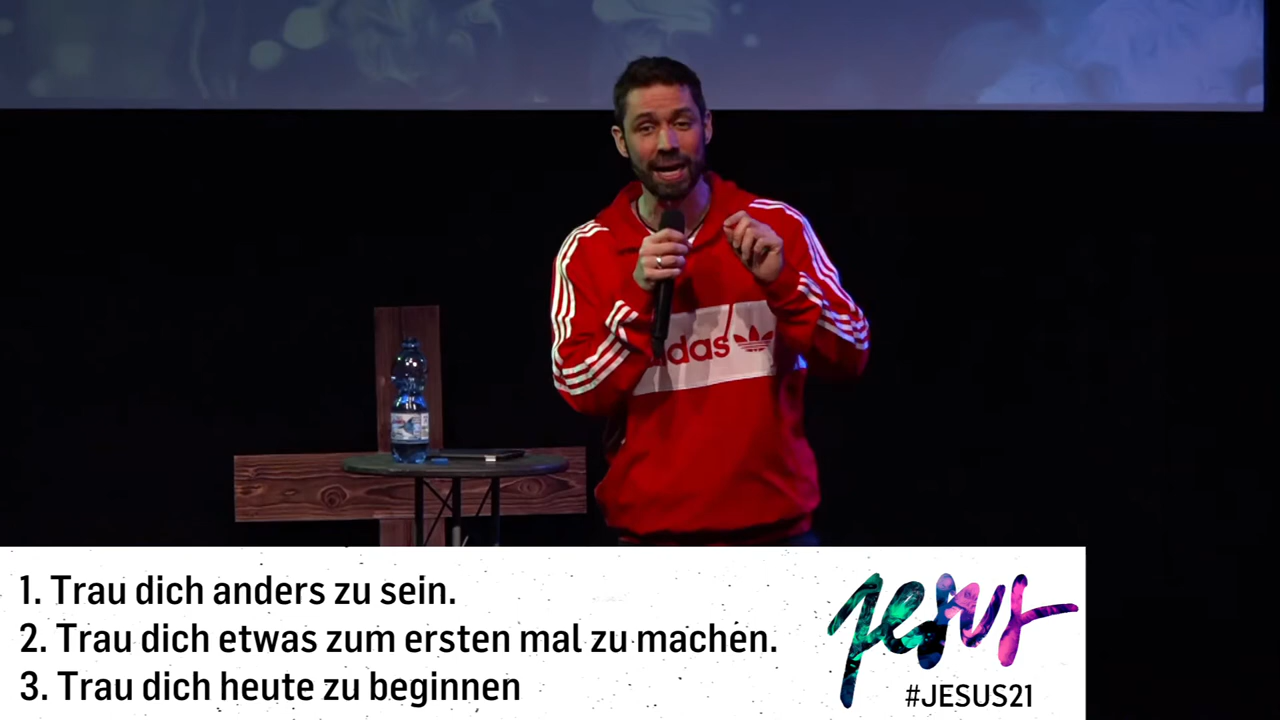 adidas
1. Trau dich anders zu sein.
2. Trau dich etwas zum ersten mal zu machen.
3. Trau dich heute zu beginnen
jesus
#JESUS21